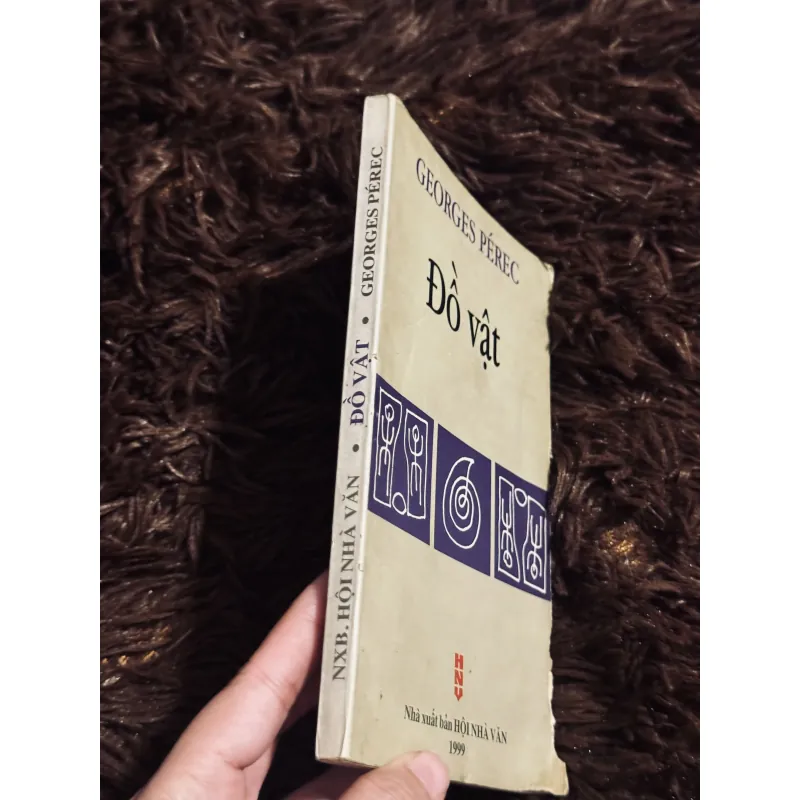 NXB. HỘI NHÀ VĂN • ĐỒ VẬT • GEORGES PÉREC
GEORGES PÉREC
Đồ vật
HNV
Nhà xuất bản HỘI NHÀ VĂN
1999